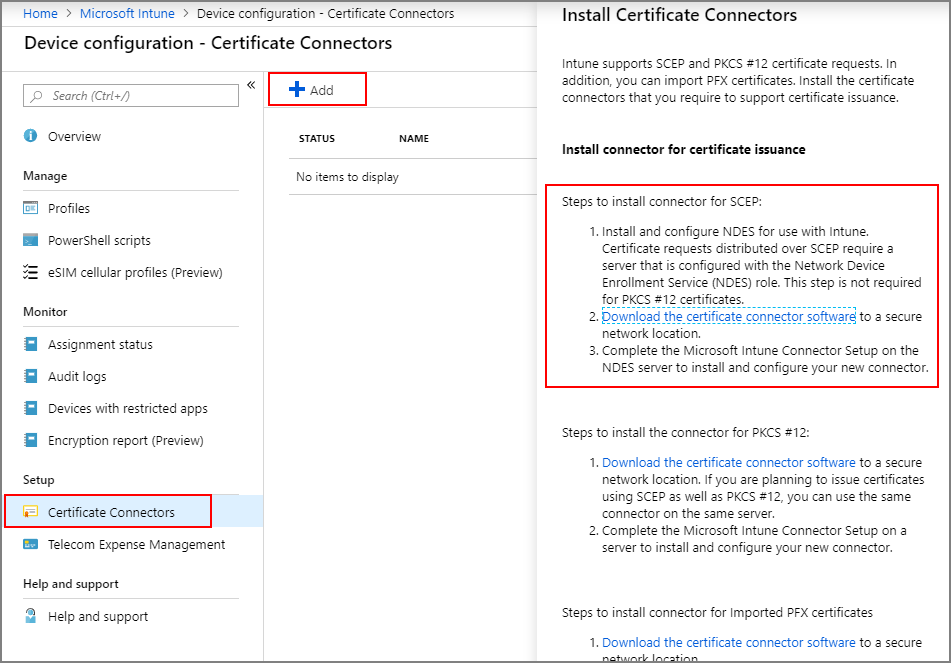 Home > Microsoft Intune > Device configuration - Certificate Connectors
Device configuration - Certificate Connectors
Search (Ctrl+/)
«
Overview
Manage
Profiles
PowerShell scripts
eSIM cellular profiles (Preview)
Monitor
Assignment status
Audit logs
Devices with restricted apps
Encryption report (Preview)
Setup
Certificate Connectors
Telecom Expense Management
Help and support
Help and support
Add
STATUS NAME
No items to display
Install Certificate Connectors
Intune supports SCEP and PKCS #12 certificate requests. In
addition, you can import PFX certificates. Install the certificate
connectors that you require to support certificate issuance.
Install connector for certificate issuance
Steps to install connector for SCEP:
1. Install and configure NDES for use with Intune.
Certificate requests distributed over SCEP require a
server that is configured with the Network Device
Enrollment Service (NDES) role. This step is not required
for PKCS #12 certificates.
2. Download the certificate connector software to a secure
network location.
3. Complete the Microsoft Intune Connector Setup on the
NDES server to install and configure your new connector.
Steps to install the connector for PKCS #12:
1. Download the certificate connector software to a secure
network location. If you are planning to issue certificates
using SCEP as well as PKCS #12, you can use the same
connector on the same server.
2. Complete the Microsoft Intune Connector Setup on a
server to install and configure your new connector.
Steps to install connector for Imported PFX certificates
1. Download the certificate connector software to a secure
network location.